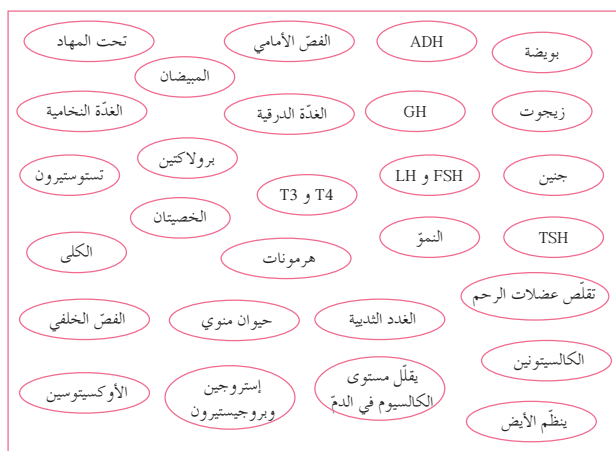 تحت المهاد
الفصّ الأمامي
ADH
بويضة
المبيضان
الغدّة النخامية
الغدّة الدرقية
GH
زيجوت
برولاكتين
تستوستيرون
T3 و T4
LH و FSH
جنين
الخصيتان
الكلى
هرمونات
النموّ
TSH
تقلّص عضلات الرحم
الفصّ الخلفي
حيوان منوي
الغدد الثديية
الكالسيتونين
الأوكسيتوسين
إستروجين
وبروجيستيرون
يقلّل مستوى
الكالسيوم في الدمّ
ينظّم الأيض